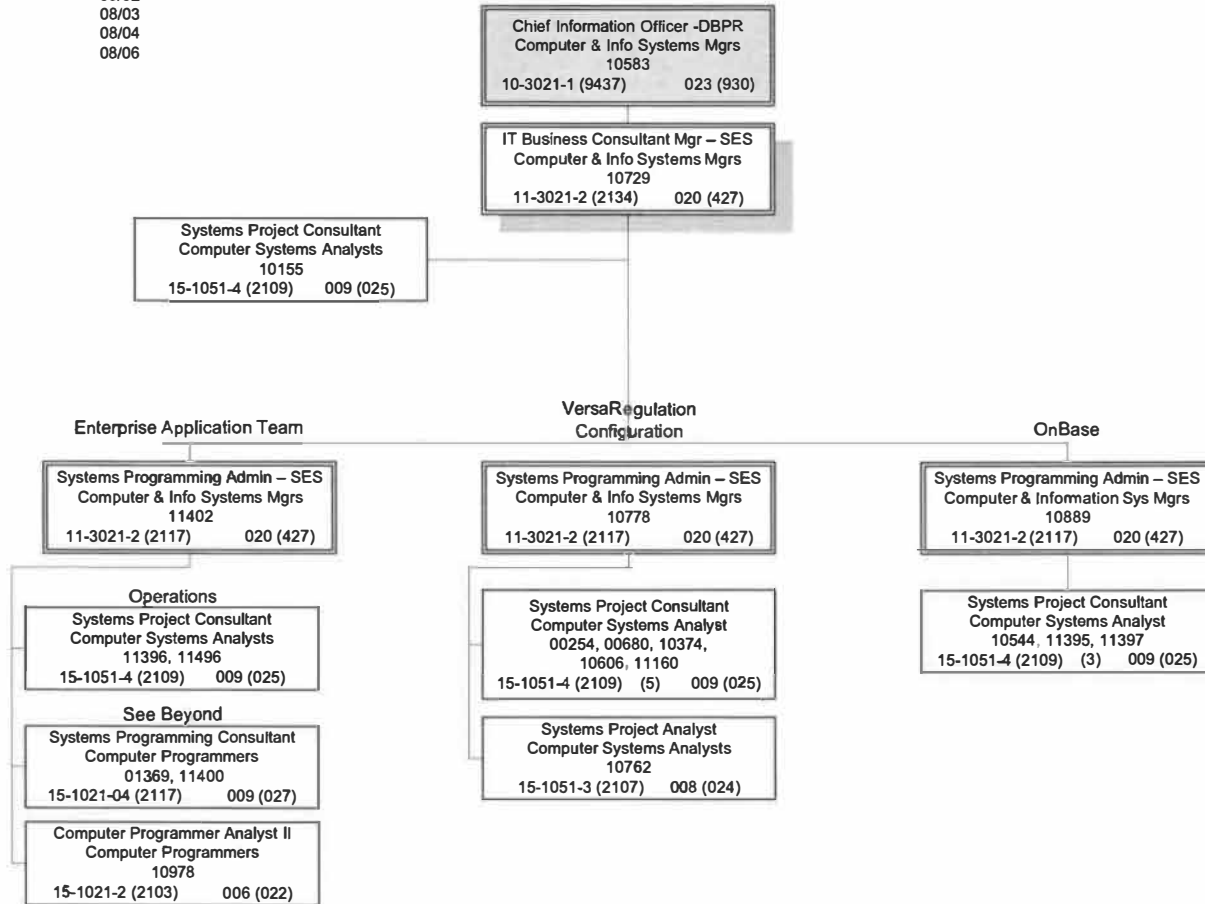 08/03
08/04
08/06
Chief Information Officer -DBPR
Computer & Info Systems Mgrs
10583
10-3021-1 (9437) 023 (930)
IT Business Consultant Mgr – SES
Computer & Info Systems Mgrs
10729
11-3021-2 (2134) 020 (427)
Systems Project Consultant
Computer Systems Analysts
10155
15-1051-4 (2109) 009 (025)
Enterprise Application Team
Systems Programming Admin – SES
Computer & Info Systems Mgrs
11402
11-3021-2 (2117) 020 (427)
Operations
Systems Project Consultant
Computer Systems Analysts
11396, 11496
15-1051-4 (2109) 009 (025)
See Beyond
Systems Programming Consultant
Computer Programmers
01369, 11400
15-1021-04 (2117) 009 (027)
Computer Programmer Analyst II
Computer Programmers
10978
15-1021-2 (2103) 006 (022)
VersaRegulation
Configuration
Systems Programming Admin – SES
Computer & Info Systems Mgrs
10778
11-3021-2 (2117) 020 (427)
Systems Project Consultant
Computer Systems Analyst
00254, 00680, 10374,
10606, 11160
15-1051-4 (2109) (5) 009 (025)
Systems Project Analyst
Computer Systems Analysts
10762
15-1051-3 (2107) 008 (024)
OnBase
Systems Programming Admin – SES
Computer & Information Sys Mgrs
10889
11-3021-2 (2117) 020 (427)
Systems Project Consultant
Computer Systems Analyst
10544, 11395, 11397
15-1051-4 (2109) (3) 009 (025)